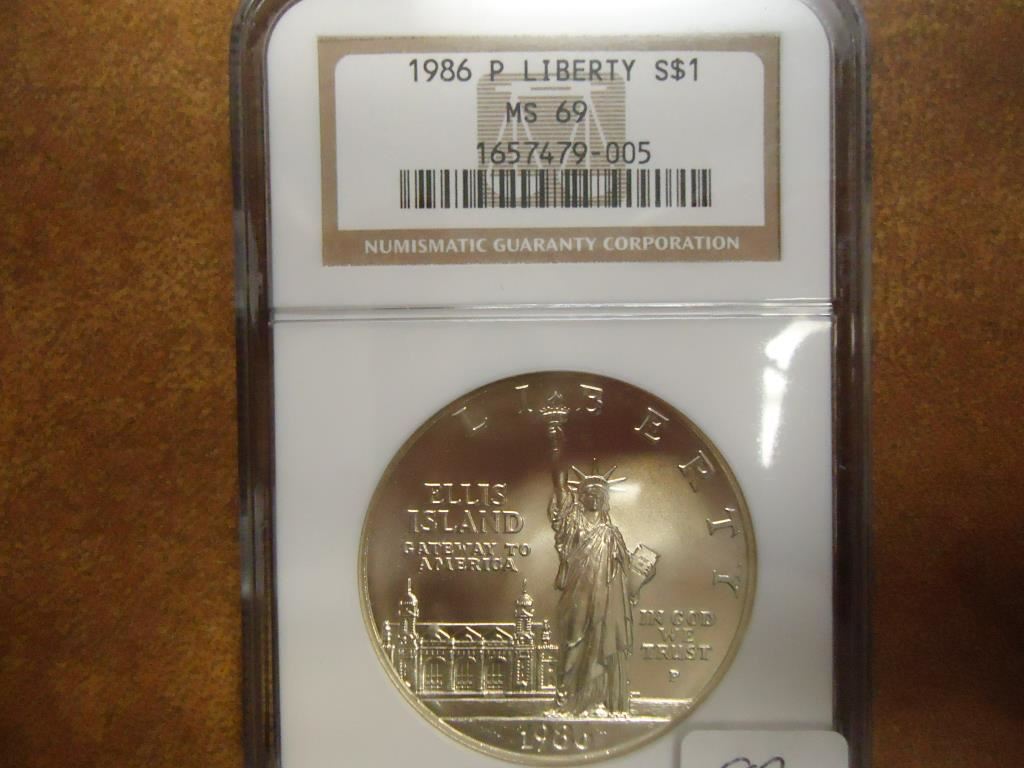 1986 P LIBERTY S$1
MS 69
1657479-005
NUMISMATIC GUARANTY CORPORATION
LIBERTY
ELLIS
ISLAND
GATEWAY TO
AMERICA
IN GOD
WE
TRUST
P
1986